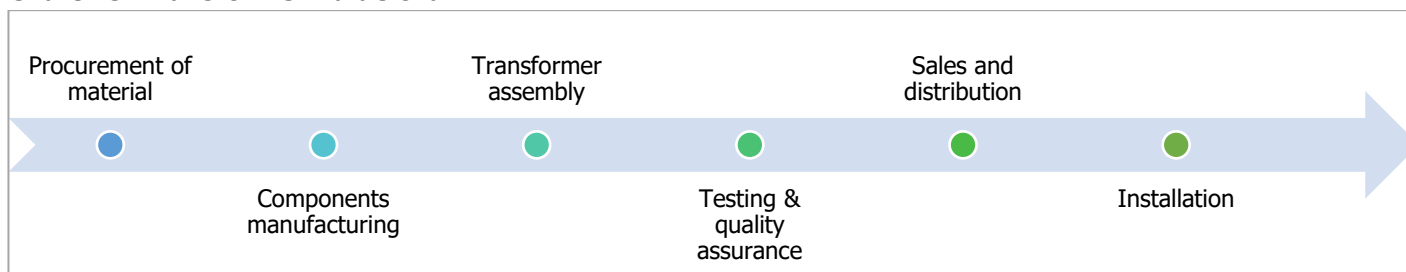 Procurement of
material
Components
manufacturing
Transformer
assembly
Testing &
quality
assurance
Sales and
distribution
Installation